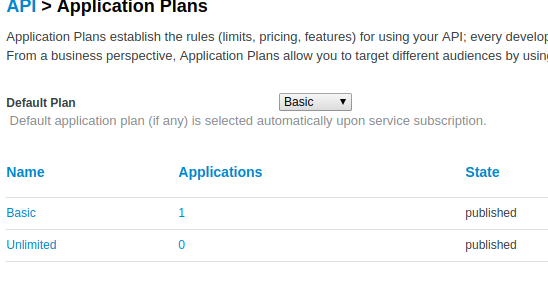 API > Application Plans
Application Plans establish the rules (limits, pricing, features) for using your API; every develop
From a business perspective, Application Plans allow you to target different audiences by using
Default Plan Basic
Default application plan (if any) is selected automatically upon service subscription.
Name Applications State
Basic 1 published
Unlimited 0 published